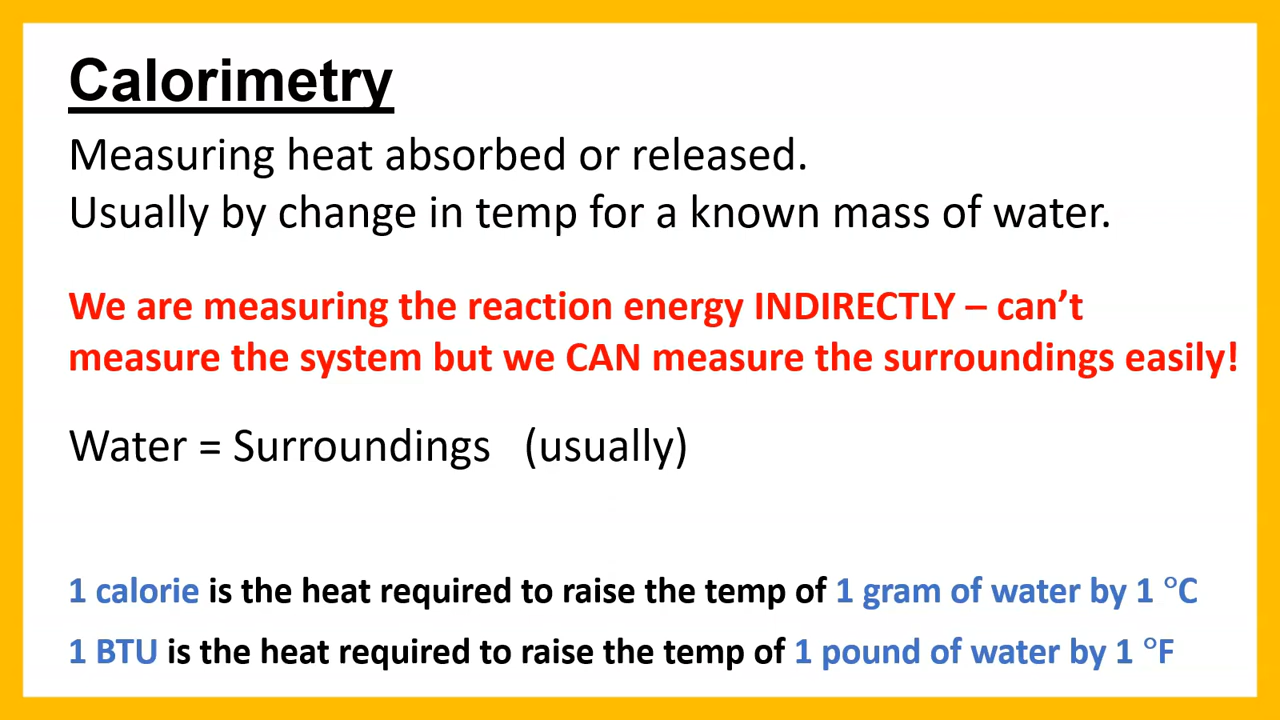 Calorimetry
Measuring heat absorbed or released.
Usually by change in temp for a known mass of water.
We are measuring the reaction energy INDIRECTLY – can’t
measure the system but we CAN measure the surroundings easily!
Water = Surroundings (usually)
1 calorie is the heat required to raise the temp of 1 gram of water by 1 °C
1 BTU is the heat required to raise the temp of 1 pound of water by 1 °F